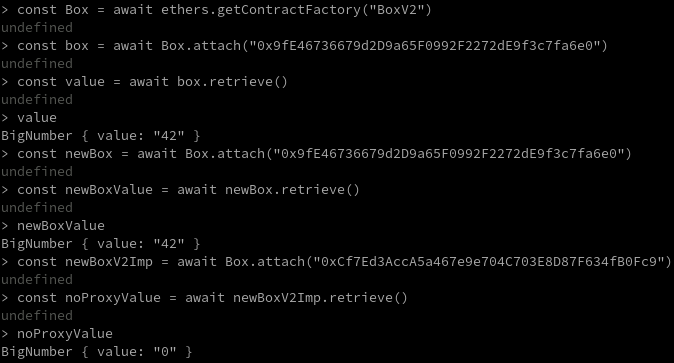 > const Box = await ethers.getContractFactory("BoxV2")
undefined
> const box = await Box.attach("0x9fE46736679d2D9a65F0992F2272dE9f3c7fa6e0")
undefined
> const value = await box.retrieve()
undefined
> value
BigNumber { value: "42" }
> const newBox = await Box.attach("0x9fE46736679d2D9a65F0992F2272dE9f3c7fa6e0")
undefined
> const newBoxValue = await newBox.retrieve()
undefined
> newBoxValue
BigNumber { value: "42" }
> const newBoxV2Imp = await Box.attach("0xCf7Ed3AccA5a467e9e704C703E8D87F634fB0Fc9")
undefined
> const noProxyValue = await newBoxV2Imp.retrieve()
undefined
> noProxyValue
BigNumber { value: "0" }